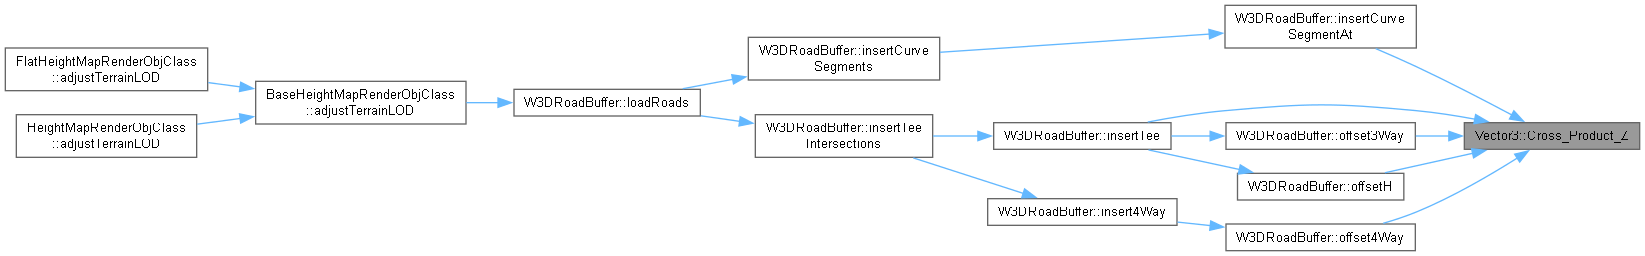 FlatHeightMapRenderObjClass
::adjustTerrainLOD
HeightMapRenderObjClass
::adjustTerrainLOD
BaseHeightMapRenderObjClass
::adjustTerrainLOD
W3DRoadBuffer::loadRoads
W3DRoadBuffer::insertCurve
Segments
W3DRoadBuffer::insertTee
Intersections
W3DRoadBuffer::insertTee
W3DRoadBuffer::insert4Way
W3DRoadBuffer::insertCurve
SegmentAt
W3DRoadBuffer::offset3Way
W3DRoadBuffer::offsetH
W3DRoadBuffer::offset4Way
Vector3::Cross_Product_Z